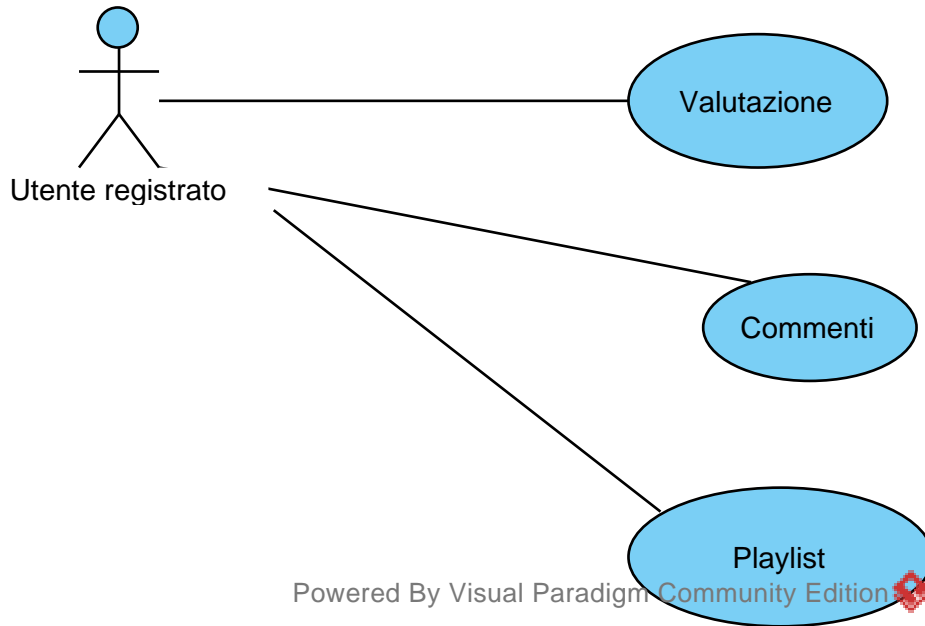 Valutazione
Utente registrato
Commenti
Playlist
Powered By Visual Paradigm Community Edition